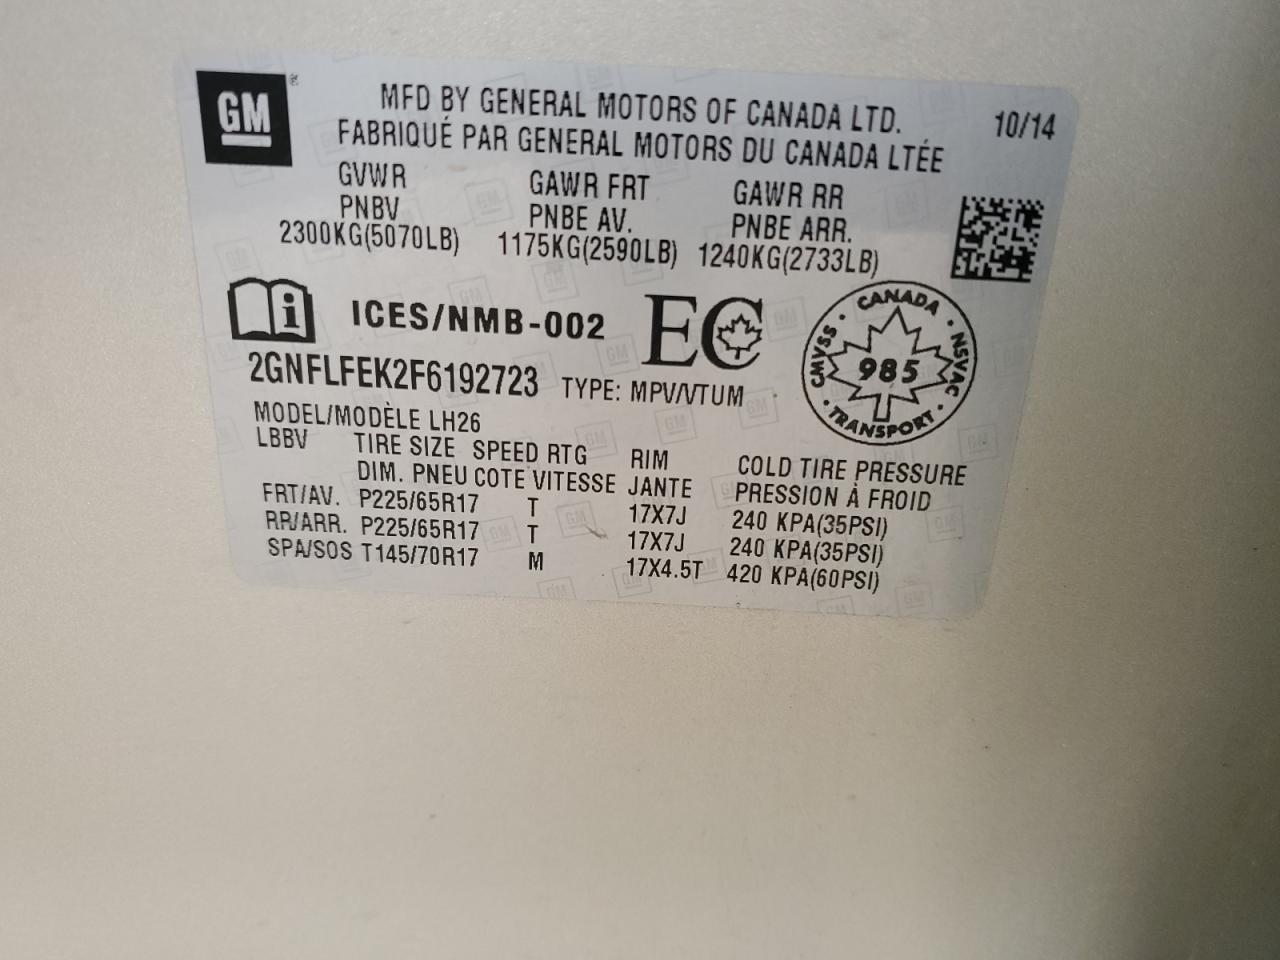 GM
MFD BY GENERAL MOTORS OF CANADA LTD. 10/14
FABRIQUÉ PAR GENERAL MOTORS DU CANADA LTÉE
GVWR GAWR FRT GAWR RR
PNBV PNBE AV. PNBE ARR.
2300KG(5070LB) 1175KG(2590LB) 1240KG(2733LB)
i ICES/NMB-002 EC
CANADA
CMVSS · 985 · NSVAC
TRANSPORT
2GNFLFEK2F6192723 TYPE: MPV/VTUM
MODEL/MODÈLE LH26
LBBV TIRE SIZE SPEED RTG RIM COLD TIRE PRESSURE
DIM. PNEU COTE VITESSE JANTE PRESSION À FROID
FRT/AV. P225/65R17 T 17X7J 240 KPA(35PSI)
RR/ARR. P225/65R17 T 17X7J 240 KPA(35PSI)
SPA/SOS T145/70R17 M 17X4.5T 420 KPA(60PSI)